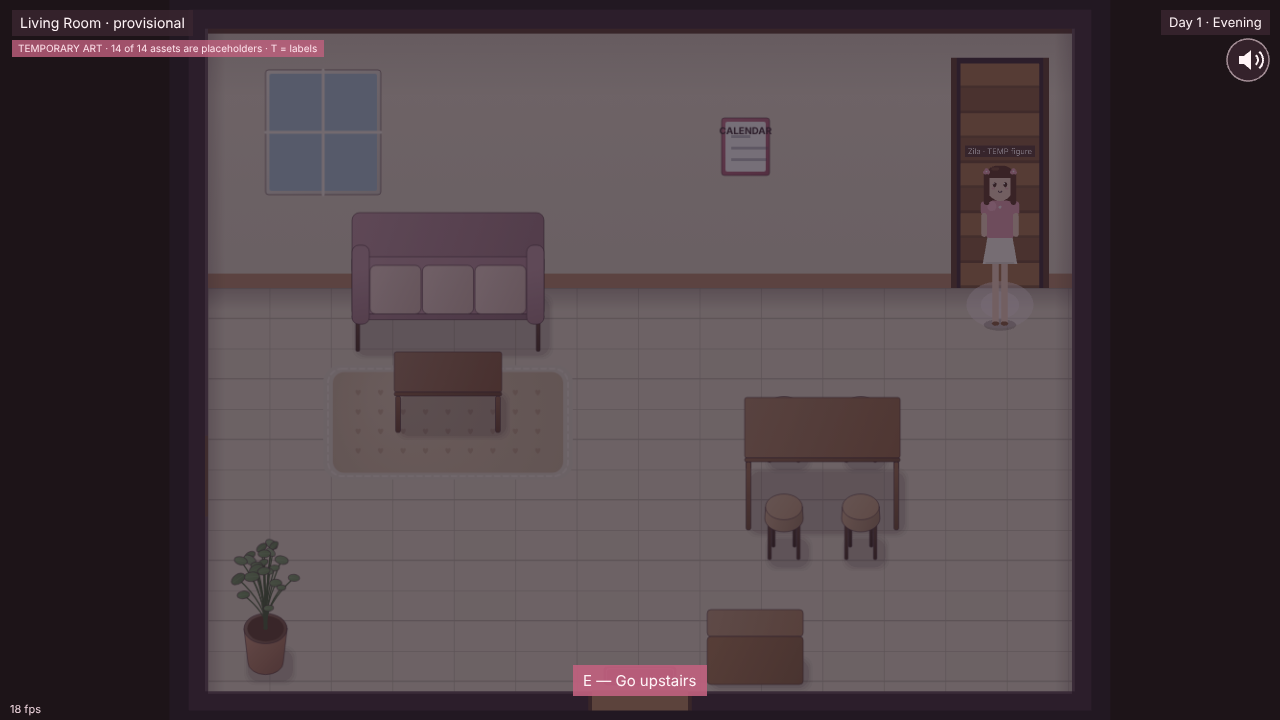 Living Room · provisional
TEMPORARY ART · 14 of 14 assets are placeholders · T = labels
Day 1 · Evening
CALENDAR
Zita · TEMP figure
E — Go upstairs
18 fps